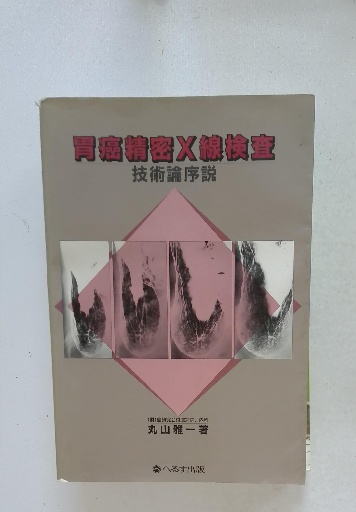 胃癌精密X線検査
技術論序説
丸山雅一著
へるす出版